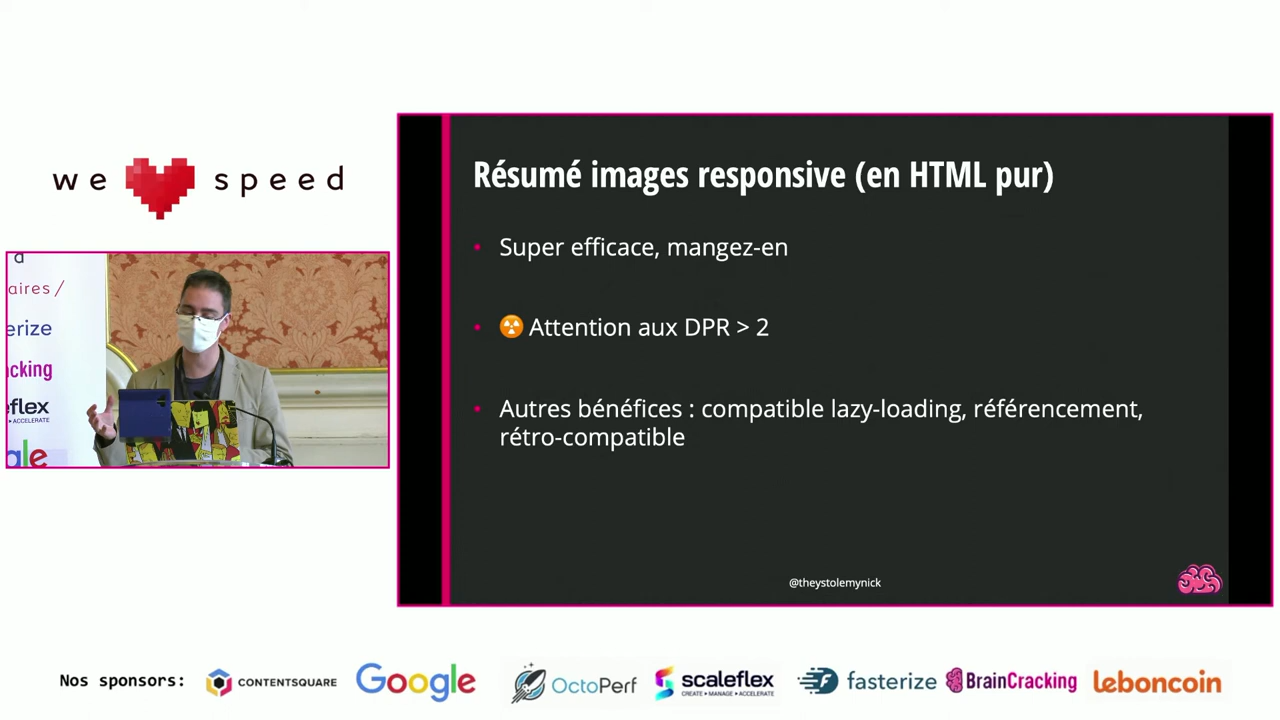 we speed
d
aires /
erize
cking
eflex
ACCELERATE
gle
Résumé images responsive (en HTML pur)
• Super efficace, mangez-en
• ☢ Attention aux DPR > 2
• Autres bénéfices : compatible lazy-loading, référencement,
rétro-compatible
@theystolemynick
Nos sponsors: CONTENTSQUARE Google OctoPerf scaleflex fasterize BrainCracking leboncoin
CREATE • MANAGE • ACCELERATE